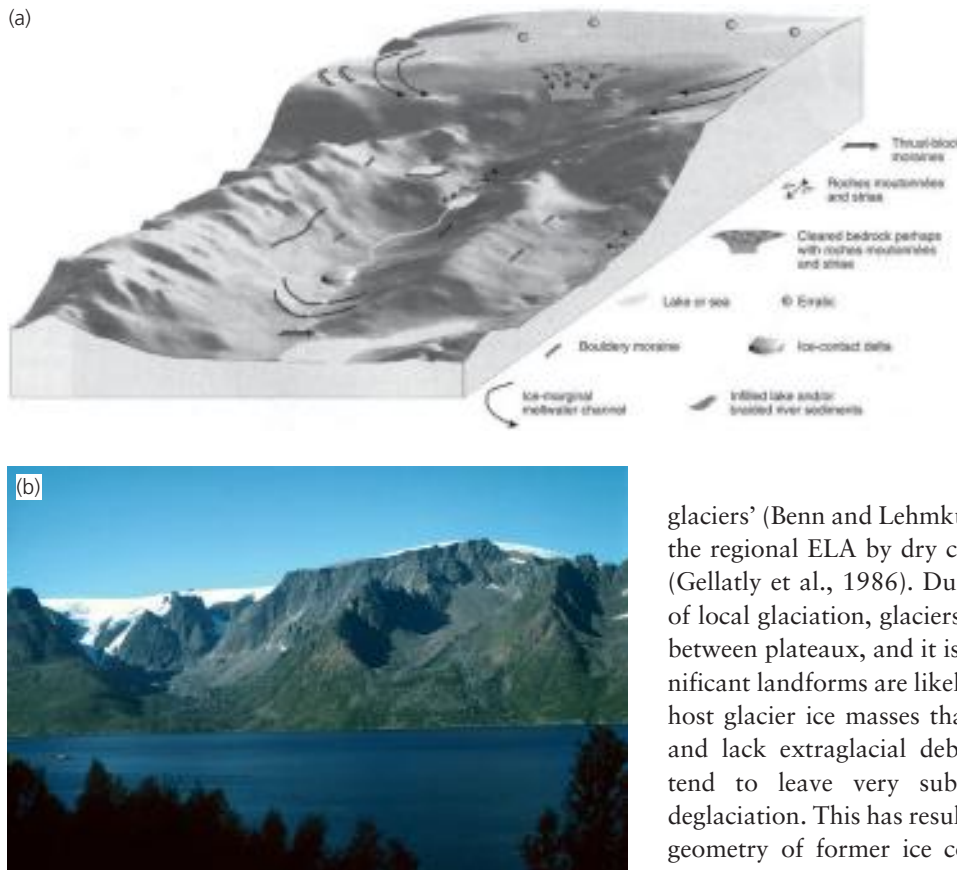 (a)
Thrust-block
moraines
Roches moutonnées
and striae
Cleared bedrock perhaps
with roches moutonnées
and striae
Lake or sea
Erratic
Bouldery moraine
Ice-contact delta
Ice-marginal
meltwater channel
Infilled lake and/or
braided river sediments
(b)
glaciers’ (Benn and Lehmku
the regional ELA by dry c
(Gellatly et al., 1986). Du
of local glaciation, glaciers
between plateaux, and it is
nificant landforms are likel
host glacier ice masses tha
and lack extraglacial deb
tend to leave very sub
deglaciation. This has resul
geometry of former ice co